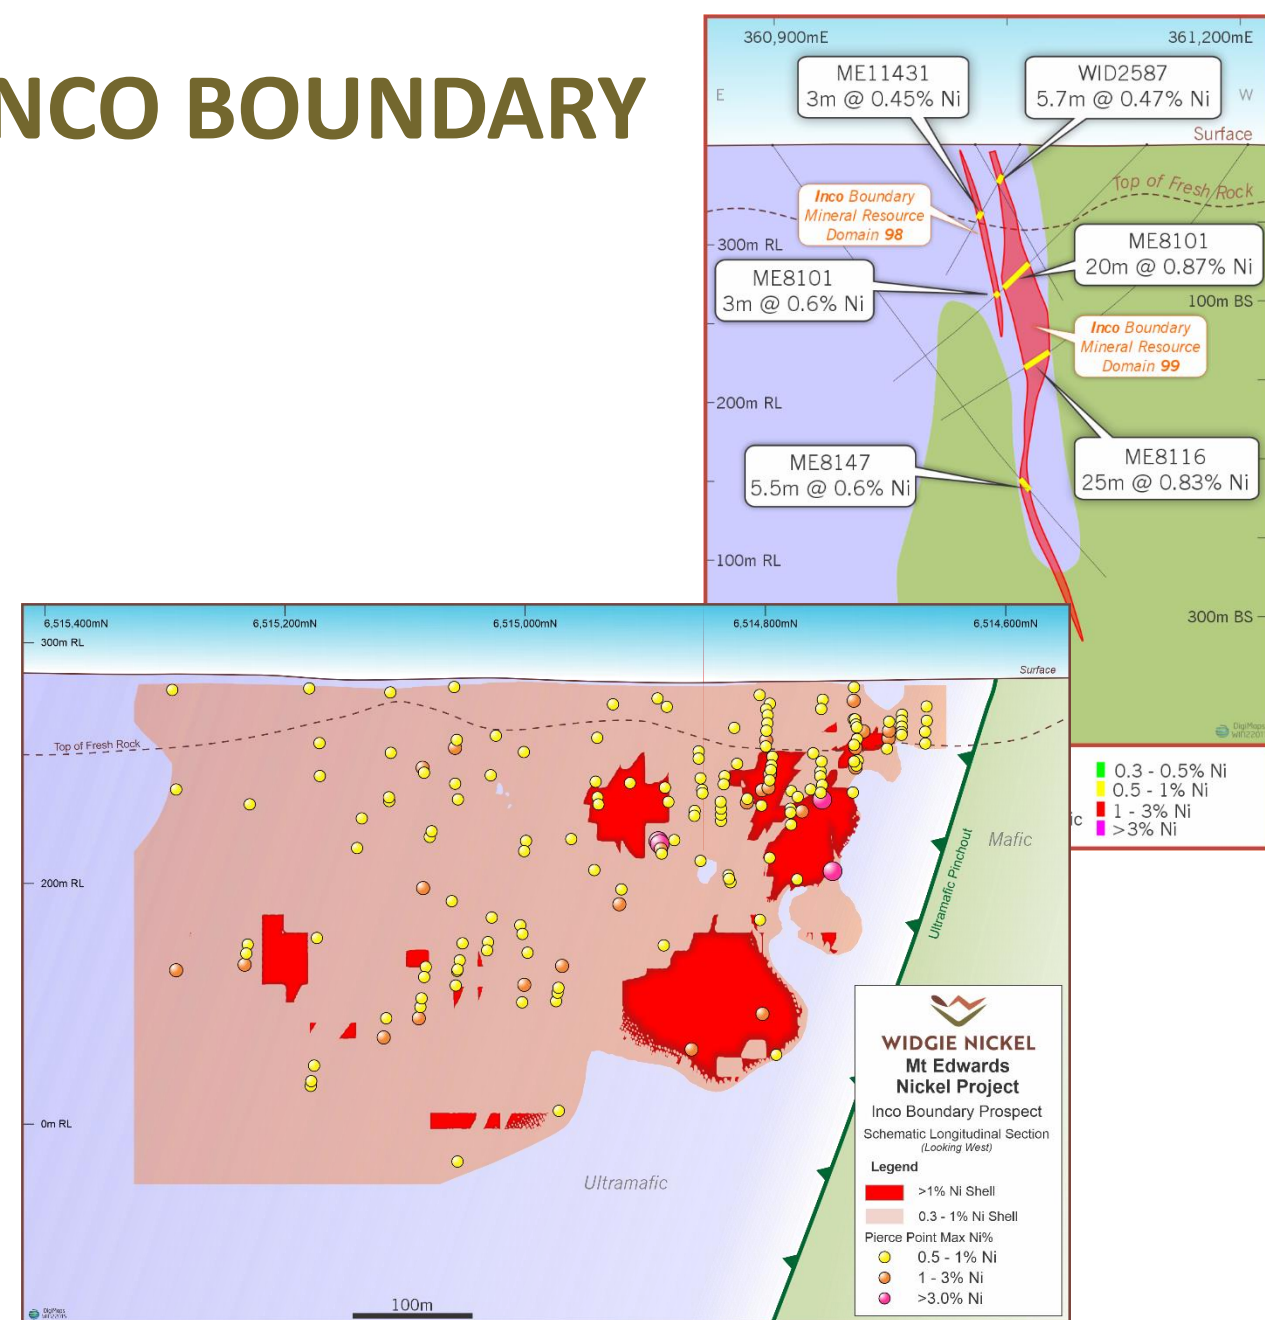 NCO BOUNDARY
360,900mE
361,200mE
ME11431
3m @ 0.45% Ni
WID2587
5.7m @ 0.47% Ni
E
W
Surface
Top of Fresh Rock
Inco Boundary
Mineral Resource
Domain 98
300m RL
ME8101
20m @ 0.87% Ni
ME8101
3m @ 0.6% Ni
100m BS
Inco Boundary
Mineral Resource
Domain 99
200m RL
ME8147
5.5m @ 0.6% Ni
ME8116
25m @ 0.83% Ni
100m RL
300m BS
DigiMaps
0.3 - 0.5% Ni
0.5 - 1% Ni
1 - 3% Ni
>3% Ni
ic
6,515,400mN
6,515,200mN
6,515,000mN
6,514,800mN
6,514,600mN
300m RL
Surface
Top of Fresh Rock
Mafic
Ultramafic Pinchout
200m RL
0m RL
Ultramafic
WIDGIE NICKEL
Mt Edwards
Nickel Project
Inco Boundary Prospect
Schematic Longitudinal Section
(Looking West)
Legend
>1% Ni Shell
0.3 - 1% Ni Shell
Pierce Point Max Ni%
0.5 - 1% Ni
1 - 3% Ni
>3.0% Ni
100m
DigiMaps